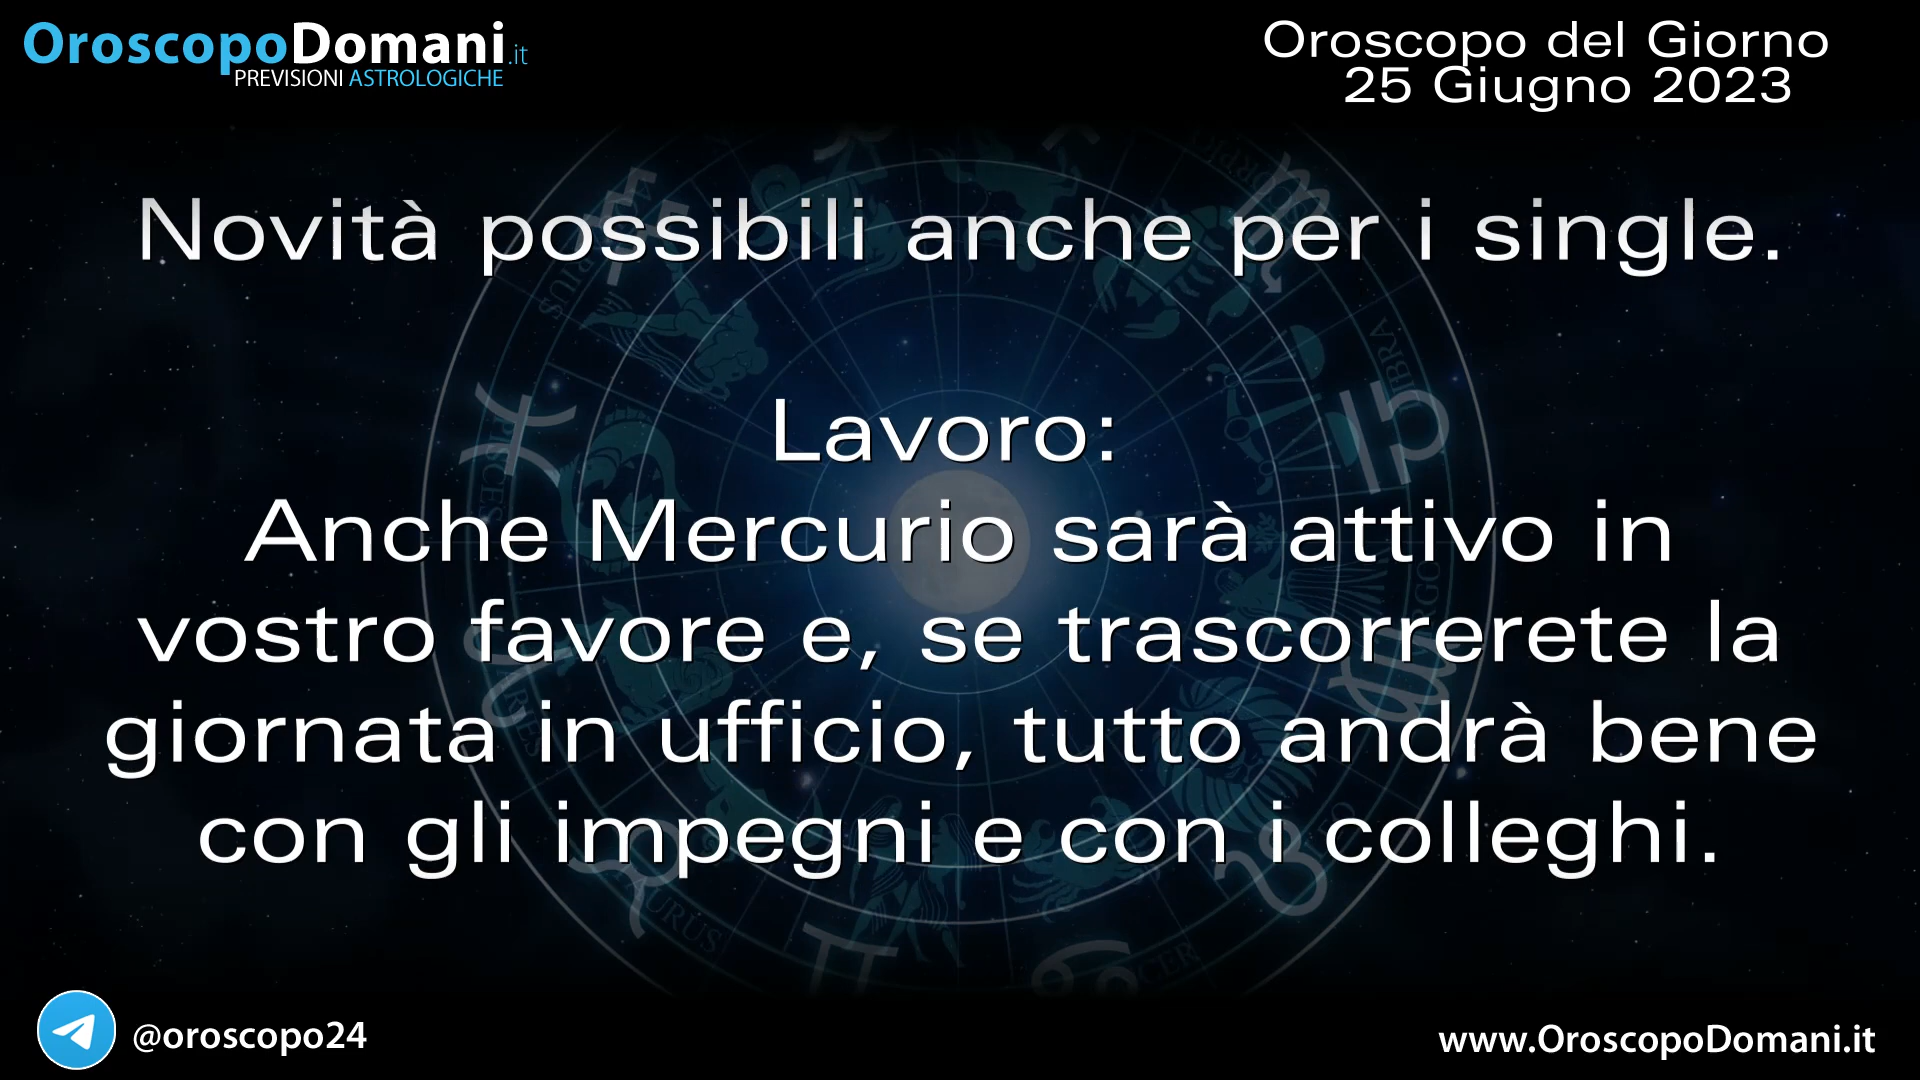 OroscopoDomani.it
PREVISIONI ASTROLOGICHE
Oroscopo del Giorno
25 Giugno 2023
Novità possibili anche per i single.
Lavoro:
Anche Mercurio sarà attivo in
vostro favore e, se trascorrerete la
giornata in ufficio, tutto andrà bene
con gli impegni e con i colleghi.
LIBRA
@oroscopo24
www.OroscopoDomani.it